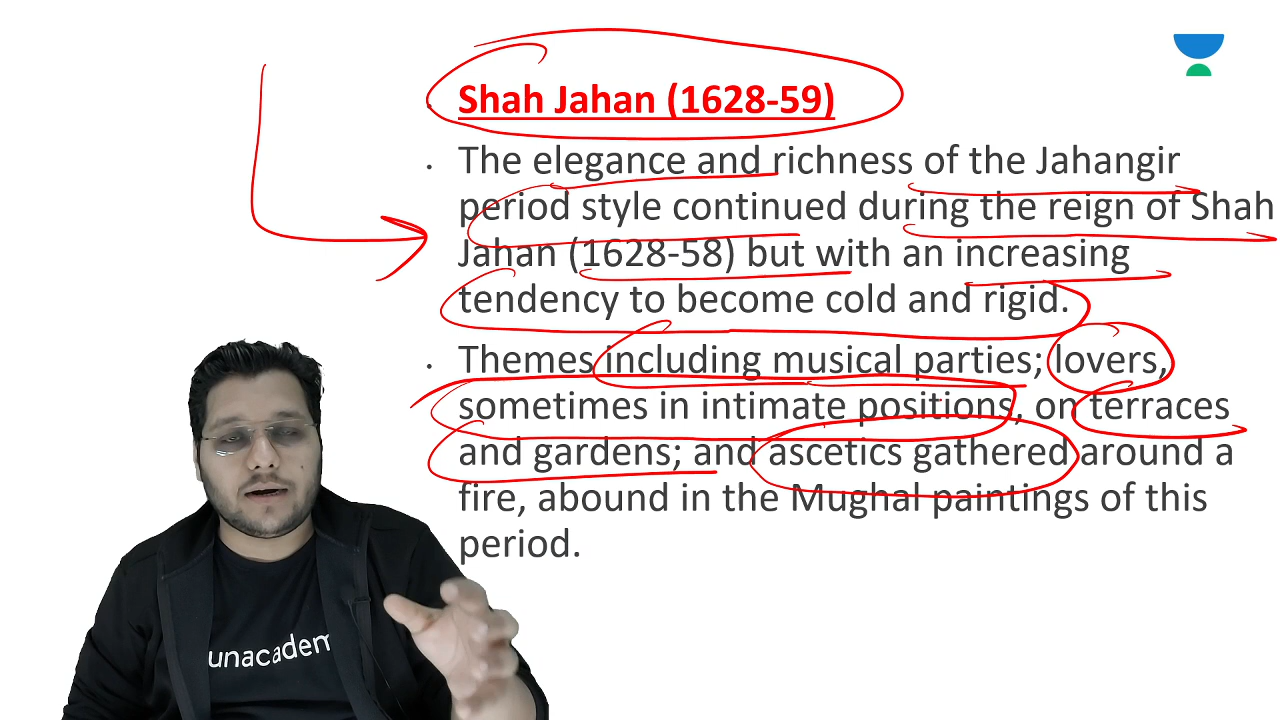 Shah Jahan (1628-59)
• The elegance and richness of the Jahangir
period style continued during the reign of Shah
Jahan (1628-58) but with an increasing
tendency to become cold and rigid.
• Themes including musical parties; lovers,
sometimes in intimate positions, on terraces
and gardens; and ascetics gathered around a
fire, abound in the Mughal paintings of this
period.
unacadem